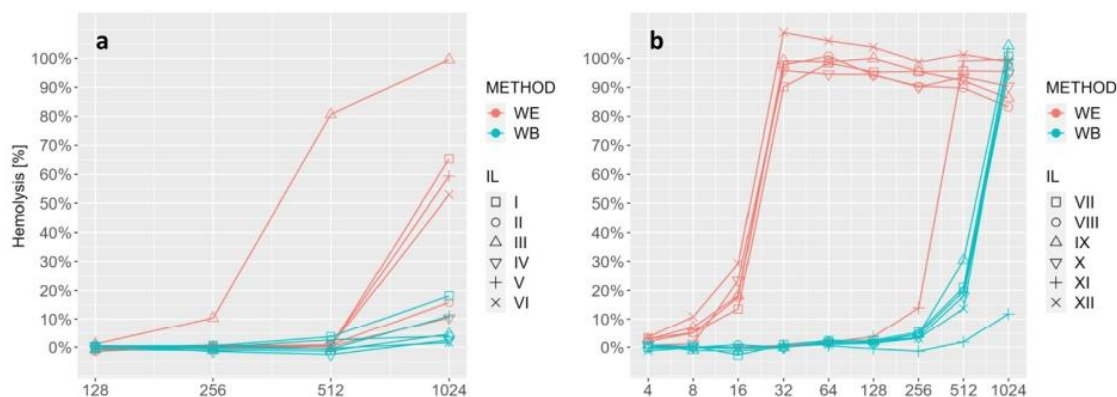 a
Hemolysis [%]
100%
90%
80%
70%
60%
50%
40%
30%
20%
10%
0%
128 256 512 1024
METHOD
WE
WB
IL
I
II
III
IV
V
VI
b
100%
90%
80%
70%
60%
50%
40%
30%
20%
10%
0%
4 8 16 32 64 128 256 512 1024
METHOD
WE
WB
IL
VII
VIII
IX
X
XI
XII